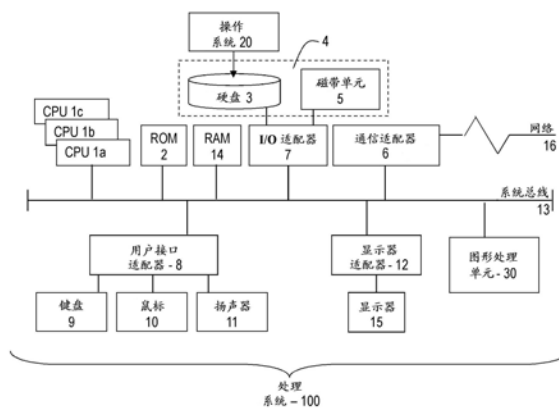 操作
系统 20
4
硬盘 3
磁带单元
5
CPU 1c
CPU 1b
CPU 1a
ROM
2
RAM
14
I/O 适配器
7
通信适配器
6
网络
16
系统总线
13
用户接口
适配器 - 8
显示器
适配器 - 12
图形处理
单元 - 30
键盘
9
鼠标
10
扬声器
11
显示器
15
处理
系统 – 100